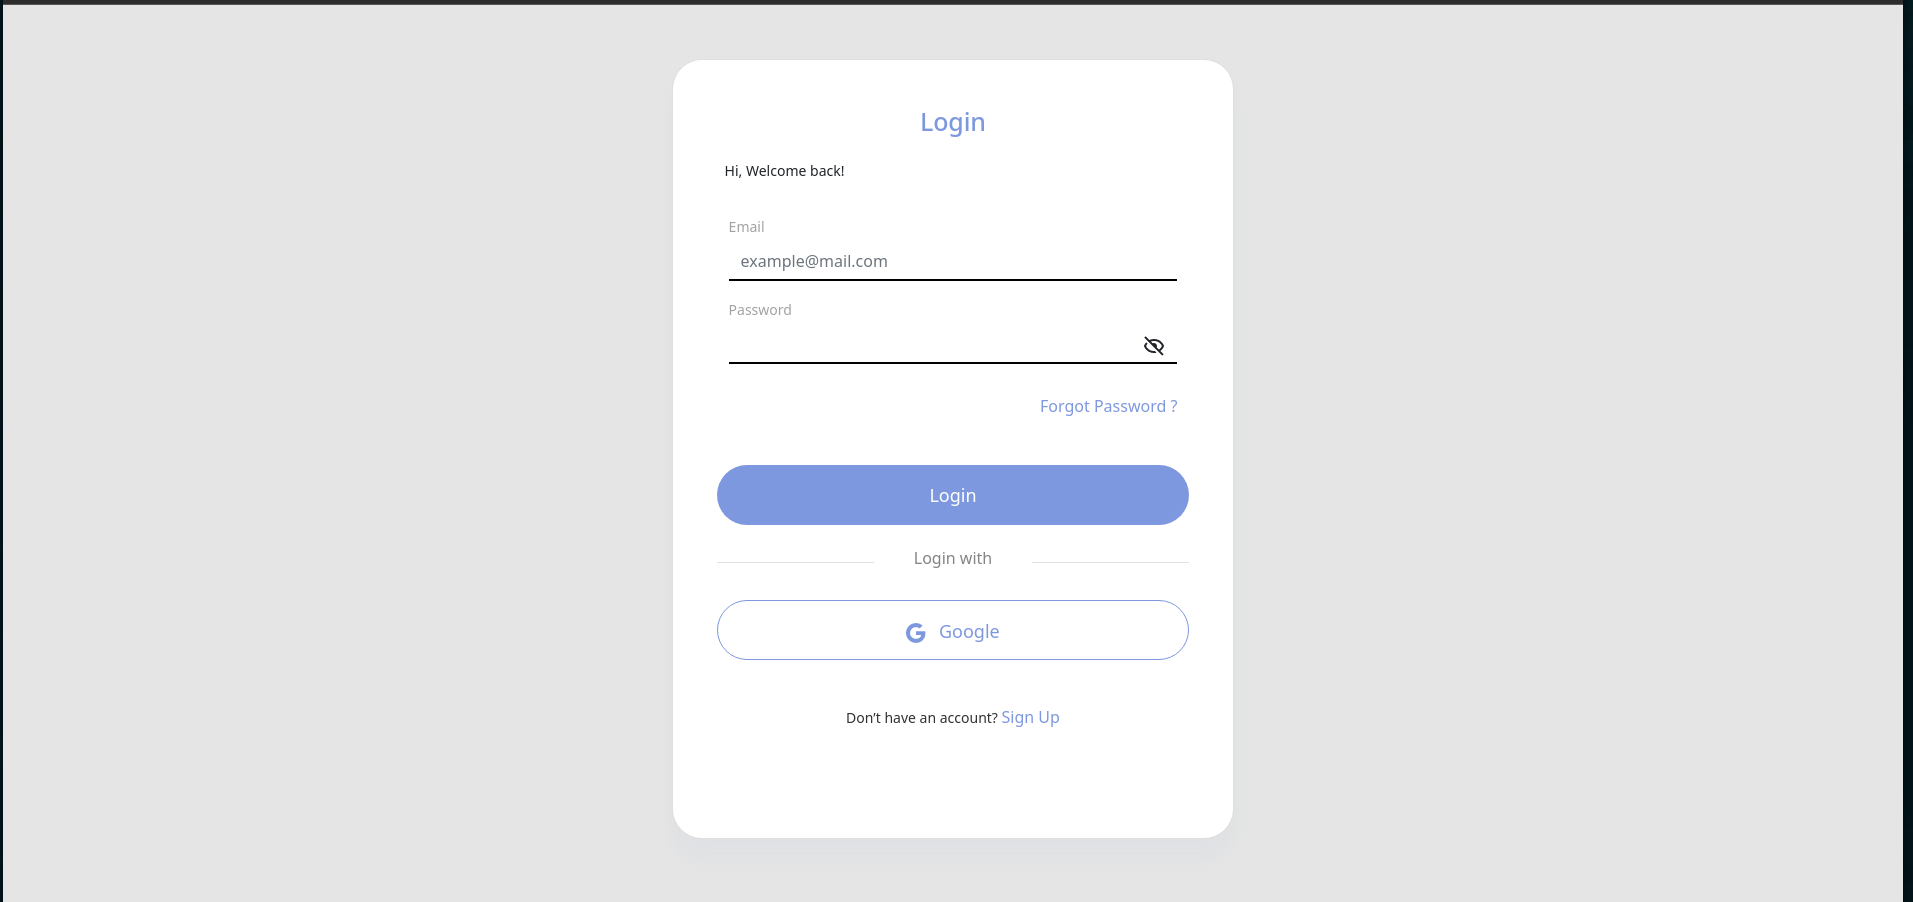 Login
Hi, Welcome back!
Email
example@mail.com
Password
Forgot Password ?
Login
Login with
Google
Don’t have an account? Sign Up